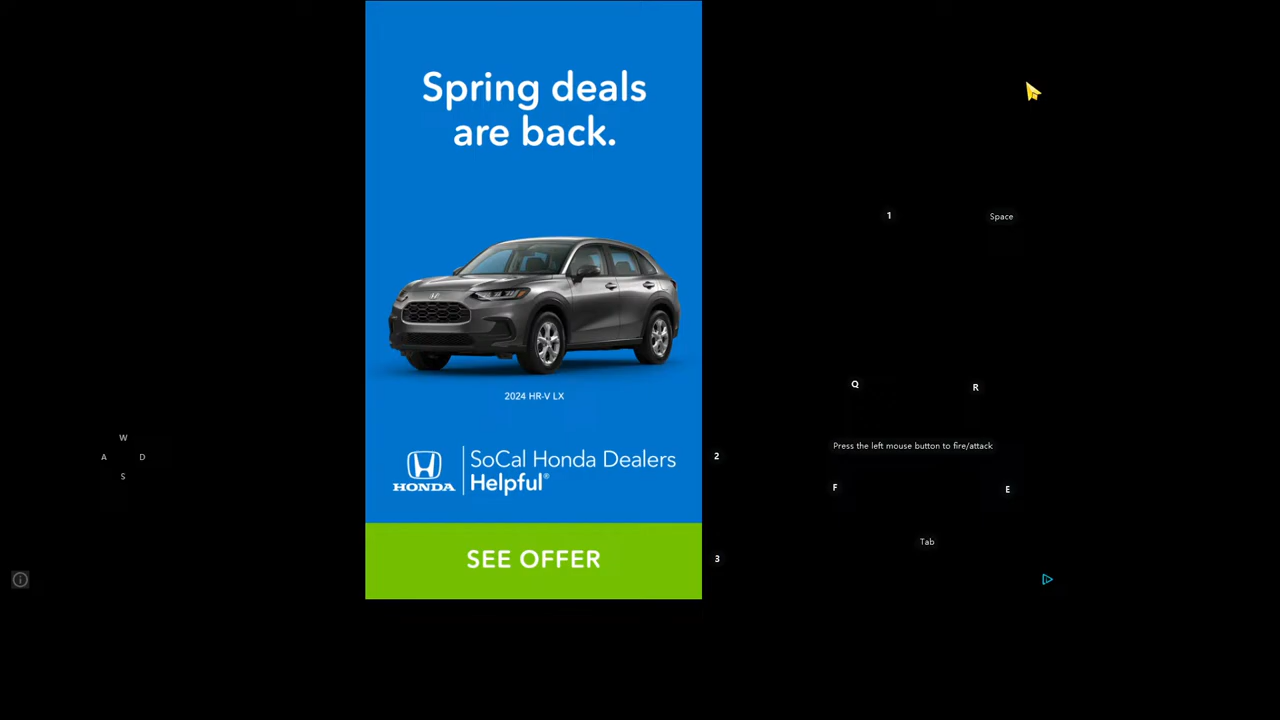 Spring deals
are back.
1
Space
Q
R
2024 HR-V LX
W
A
D
S
Press the left mouse button to fire/attack
HONDA
SoCal Honda Dealers
Helpful®
2
F
E
Tab
SEE OFFER
3